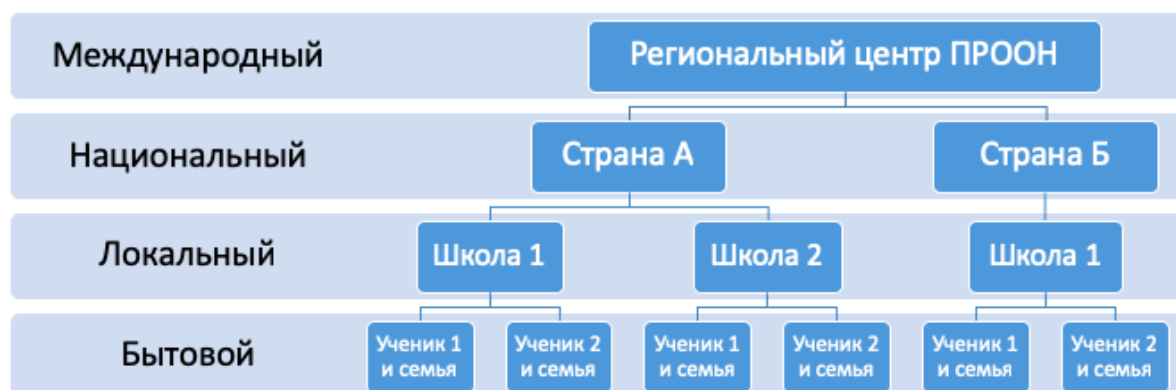 Международный
Региональный центр ПРООН
Национальный
Страна А
Страна Б
Локальный
Школа 1
Школа 2
Школа 1
Бытовой
Ученик 1
и семья
Ученик 2
и семья
Ученик 1
и семья
Ученик 2
и семья
Ученик 1
и семья
Ученик 2
и семья